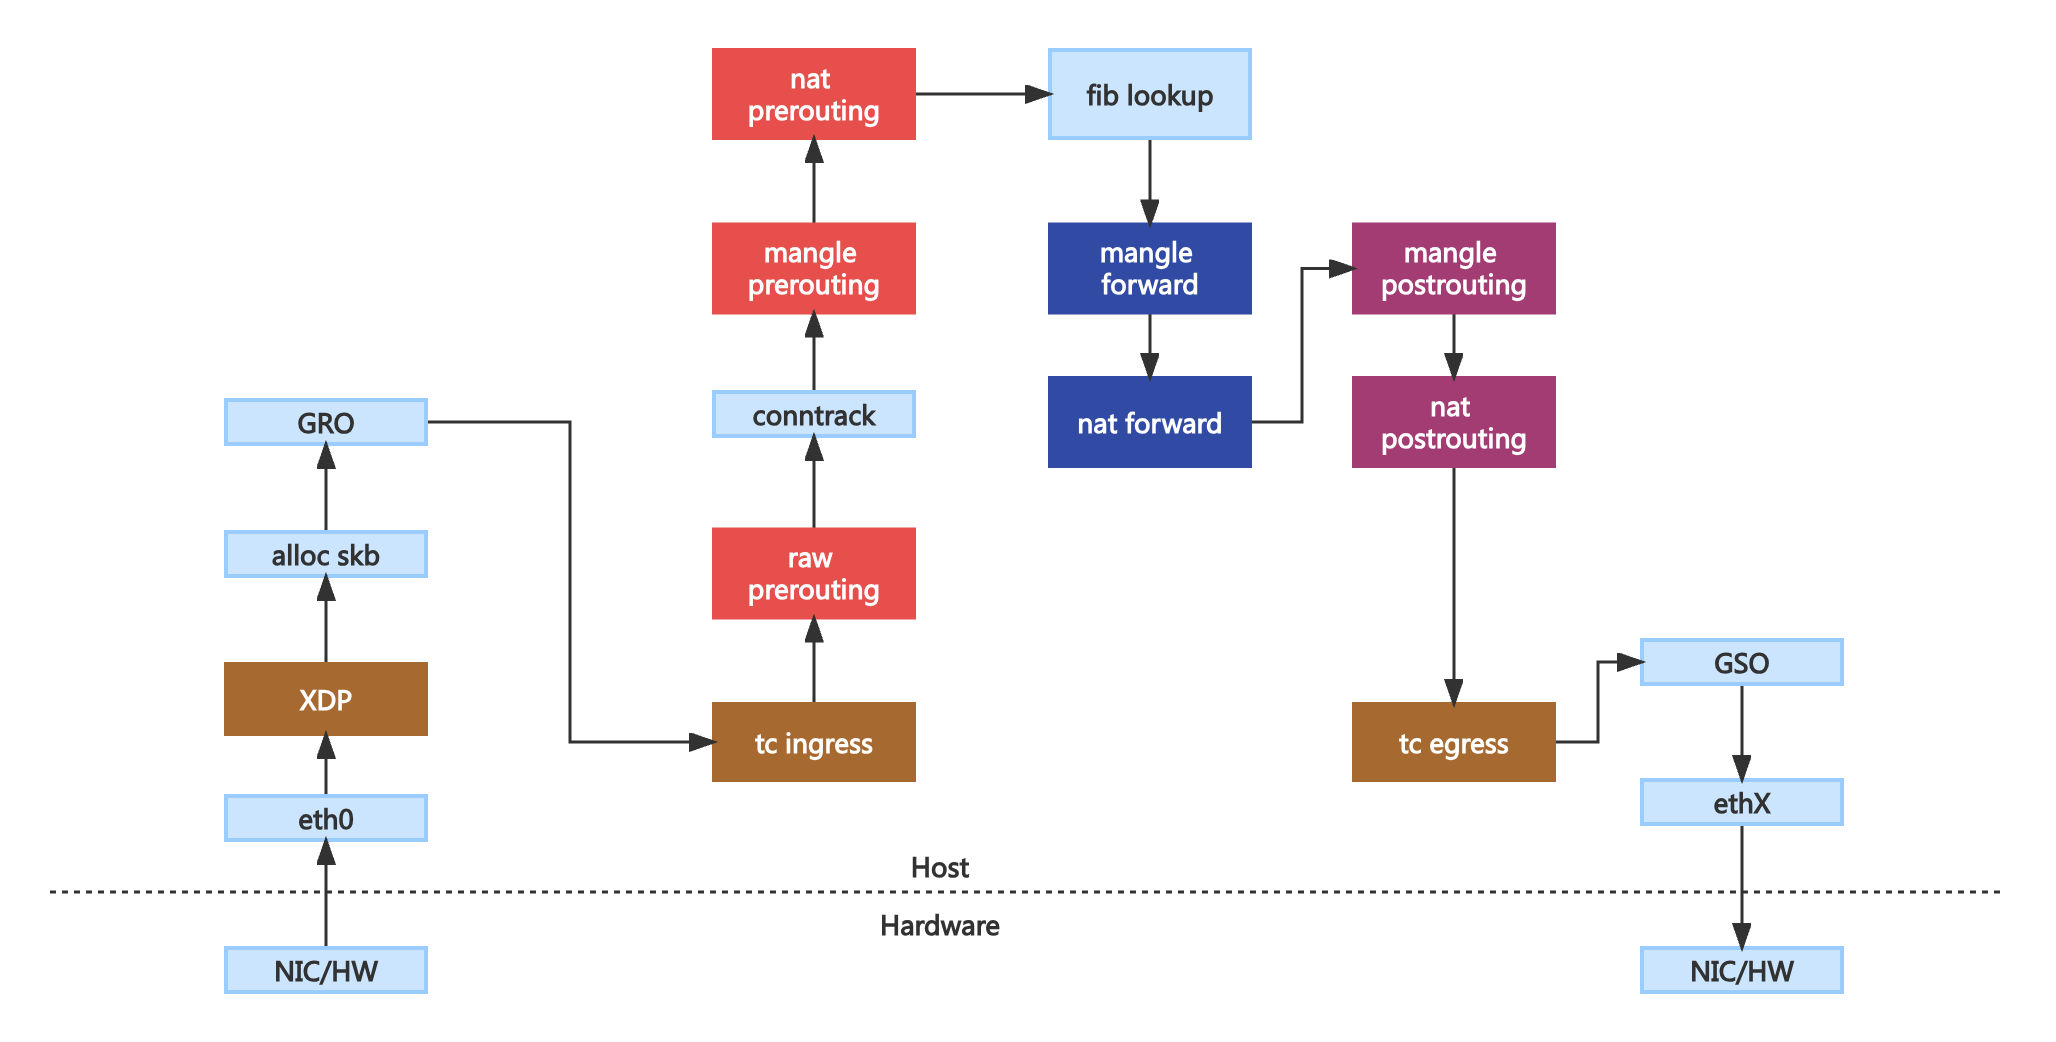 NIC/HW
eth0
XDP
alloc skb
GRO
tc ingress
raw
prerouting
conntrack
mangle
prerouting
nat
prerouting
fib lookup
mangle
forward
nat forward
mangle
postrouting
nat
postrouting
tc egress
GSO
ethX
NIC/HW
Host
Hardware